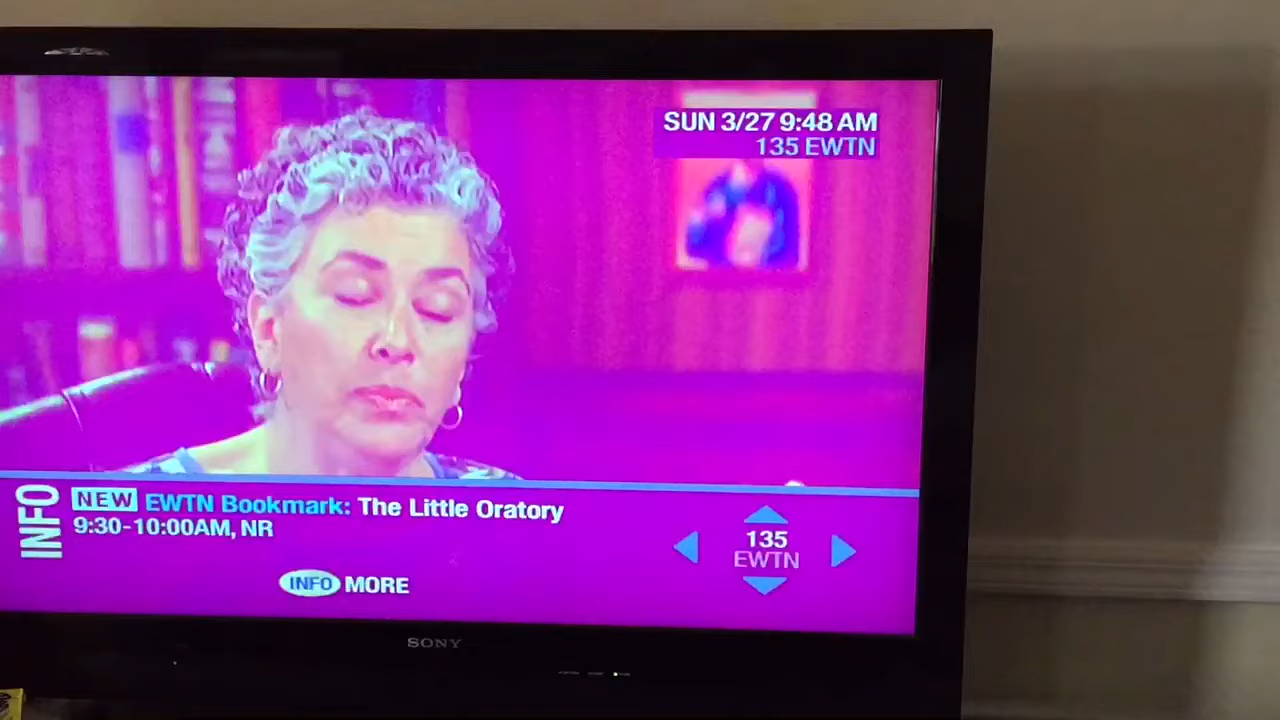 SUN 3/27 9:48 AM
135 EWTN
INFO
NEW EWTN Bookmark: The Little Oratory
9:30-10:00AM, NR
135
EWTN
INFO MORE
SONY